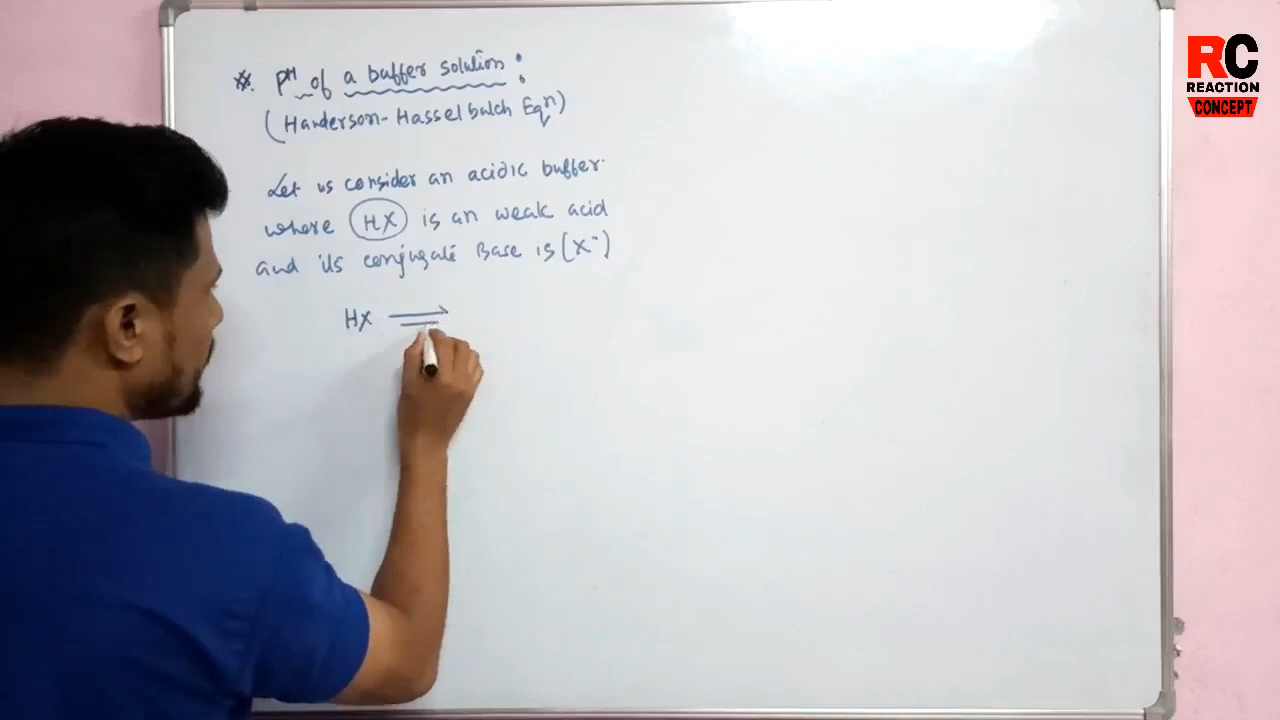 ※. PH of a buffer solution :
(Handerson-Hasselbalch Eqn)
Let us consider an acidic buffer.
where HX is an weak acid
and its conjugate Base is (X⁻)
HX ⇌
RC
REACTION
CONCEPT